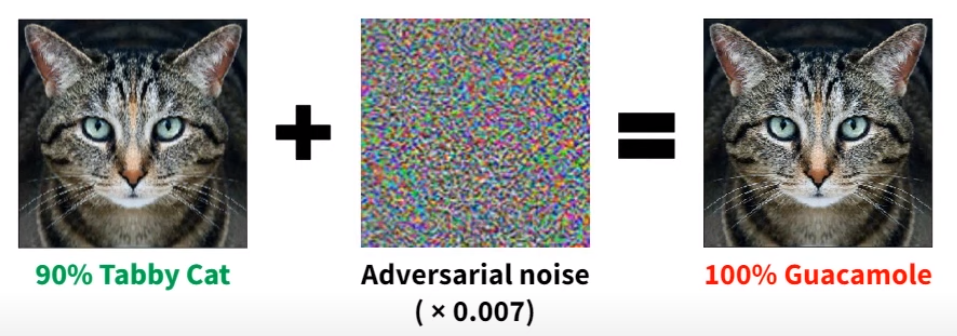 +
=
90% Tabby Cat
Adversarial noise
( × 0.007)
100% Guacamole